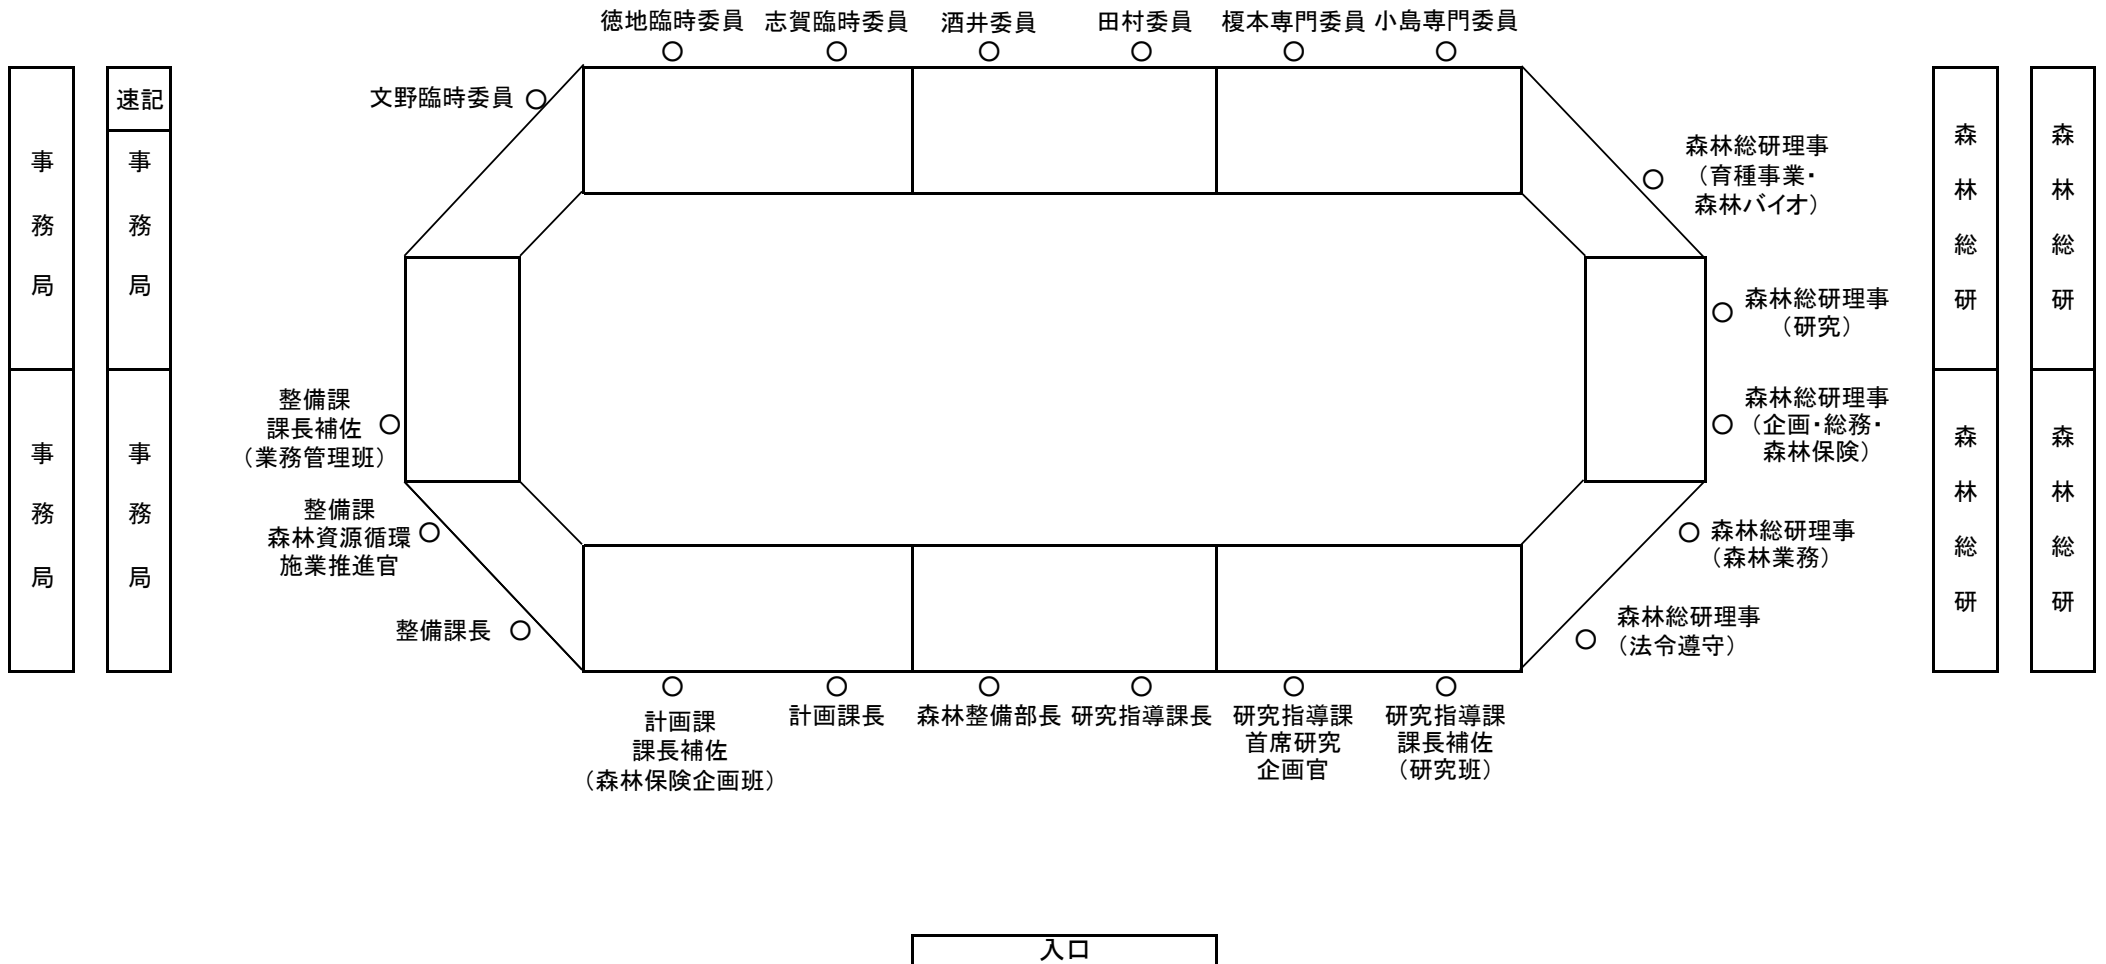 徳地臨時委員 志賀臨時委員 酒井委員 田村委員 榎本専門委員 小島専門委員
文野臨時委員
速記
事務局
事務局
事務局
事務局
森林総研理事
（育種事業・
森林バイオ）
森林総研理事
（研究）
森林総研理事
（企画・総務・
森林保険）
森林総研理事
（森林業務）
森林総研理事
（法令遵守）
森林総研
森林総研
森林総研
森林総研
整備課
課長補佐
（業務管理班）
整備課
森林資源循環
施業推進官
整備課長
計画課
課長補佐
（森林保険企画班）
計画課長
森林整備部長
研究指導課長
研究指導課
首席研究
企画官
研究指導課
課長補佐
（研究班）
入口